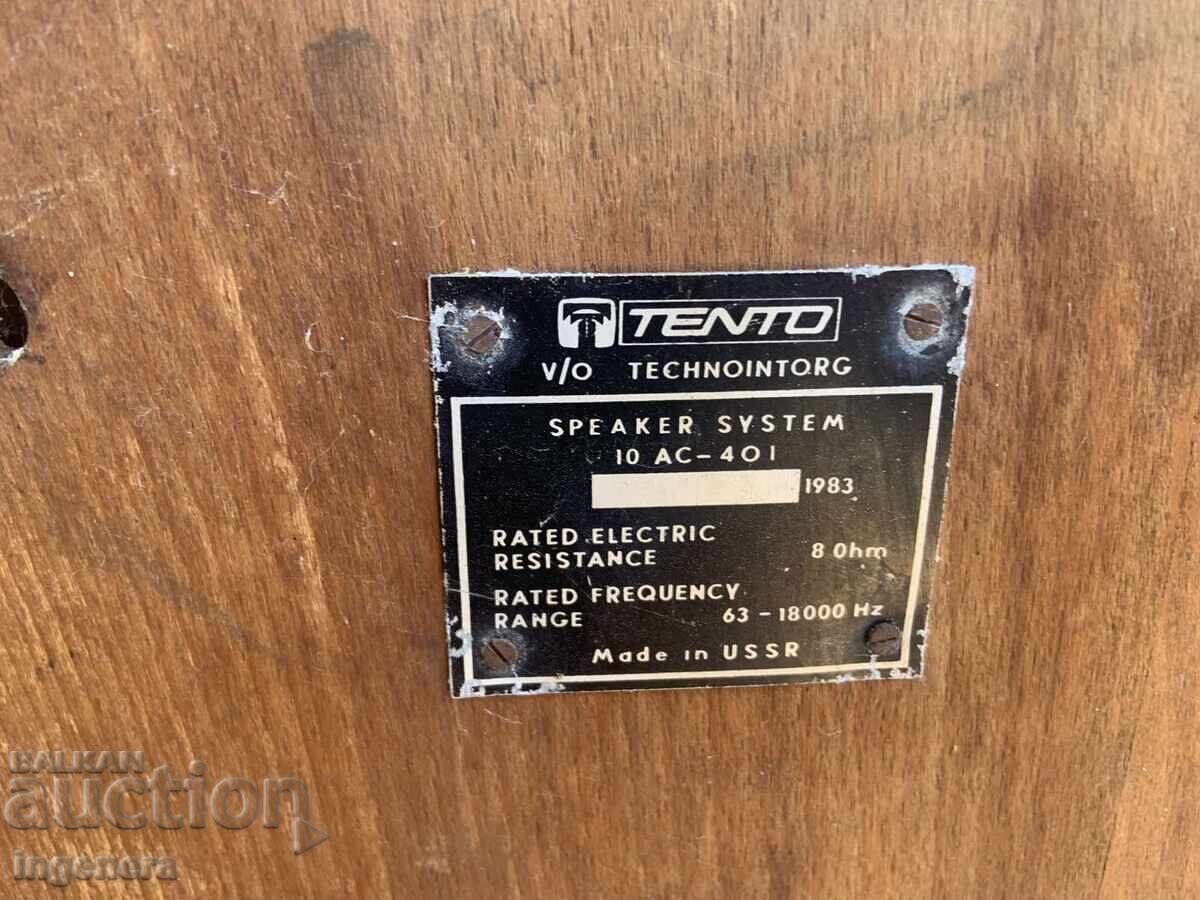 TENTO
V/O TECHNOINTORG
SPEAKER SYSTEM
10 AC-401
1983
RATED ELECTRIC
RESISTANCE 8 Ohm
RATED FREQUENCY
RANGE 63-18000 Hz
Made in USSR
BALKAN
auction
ingenera